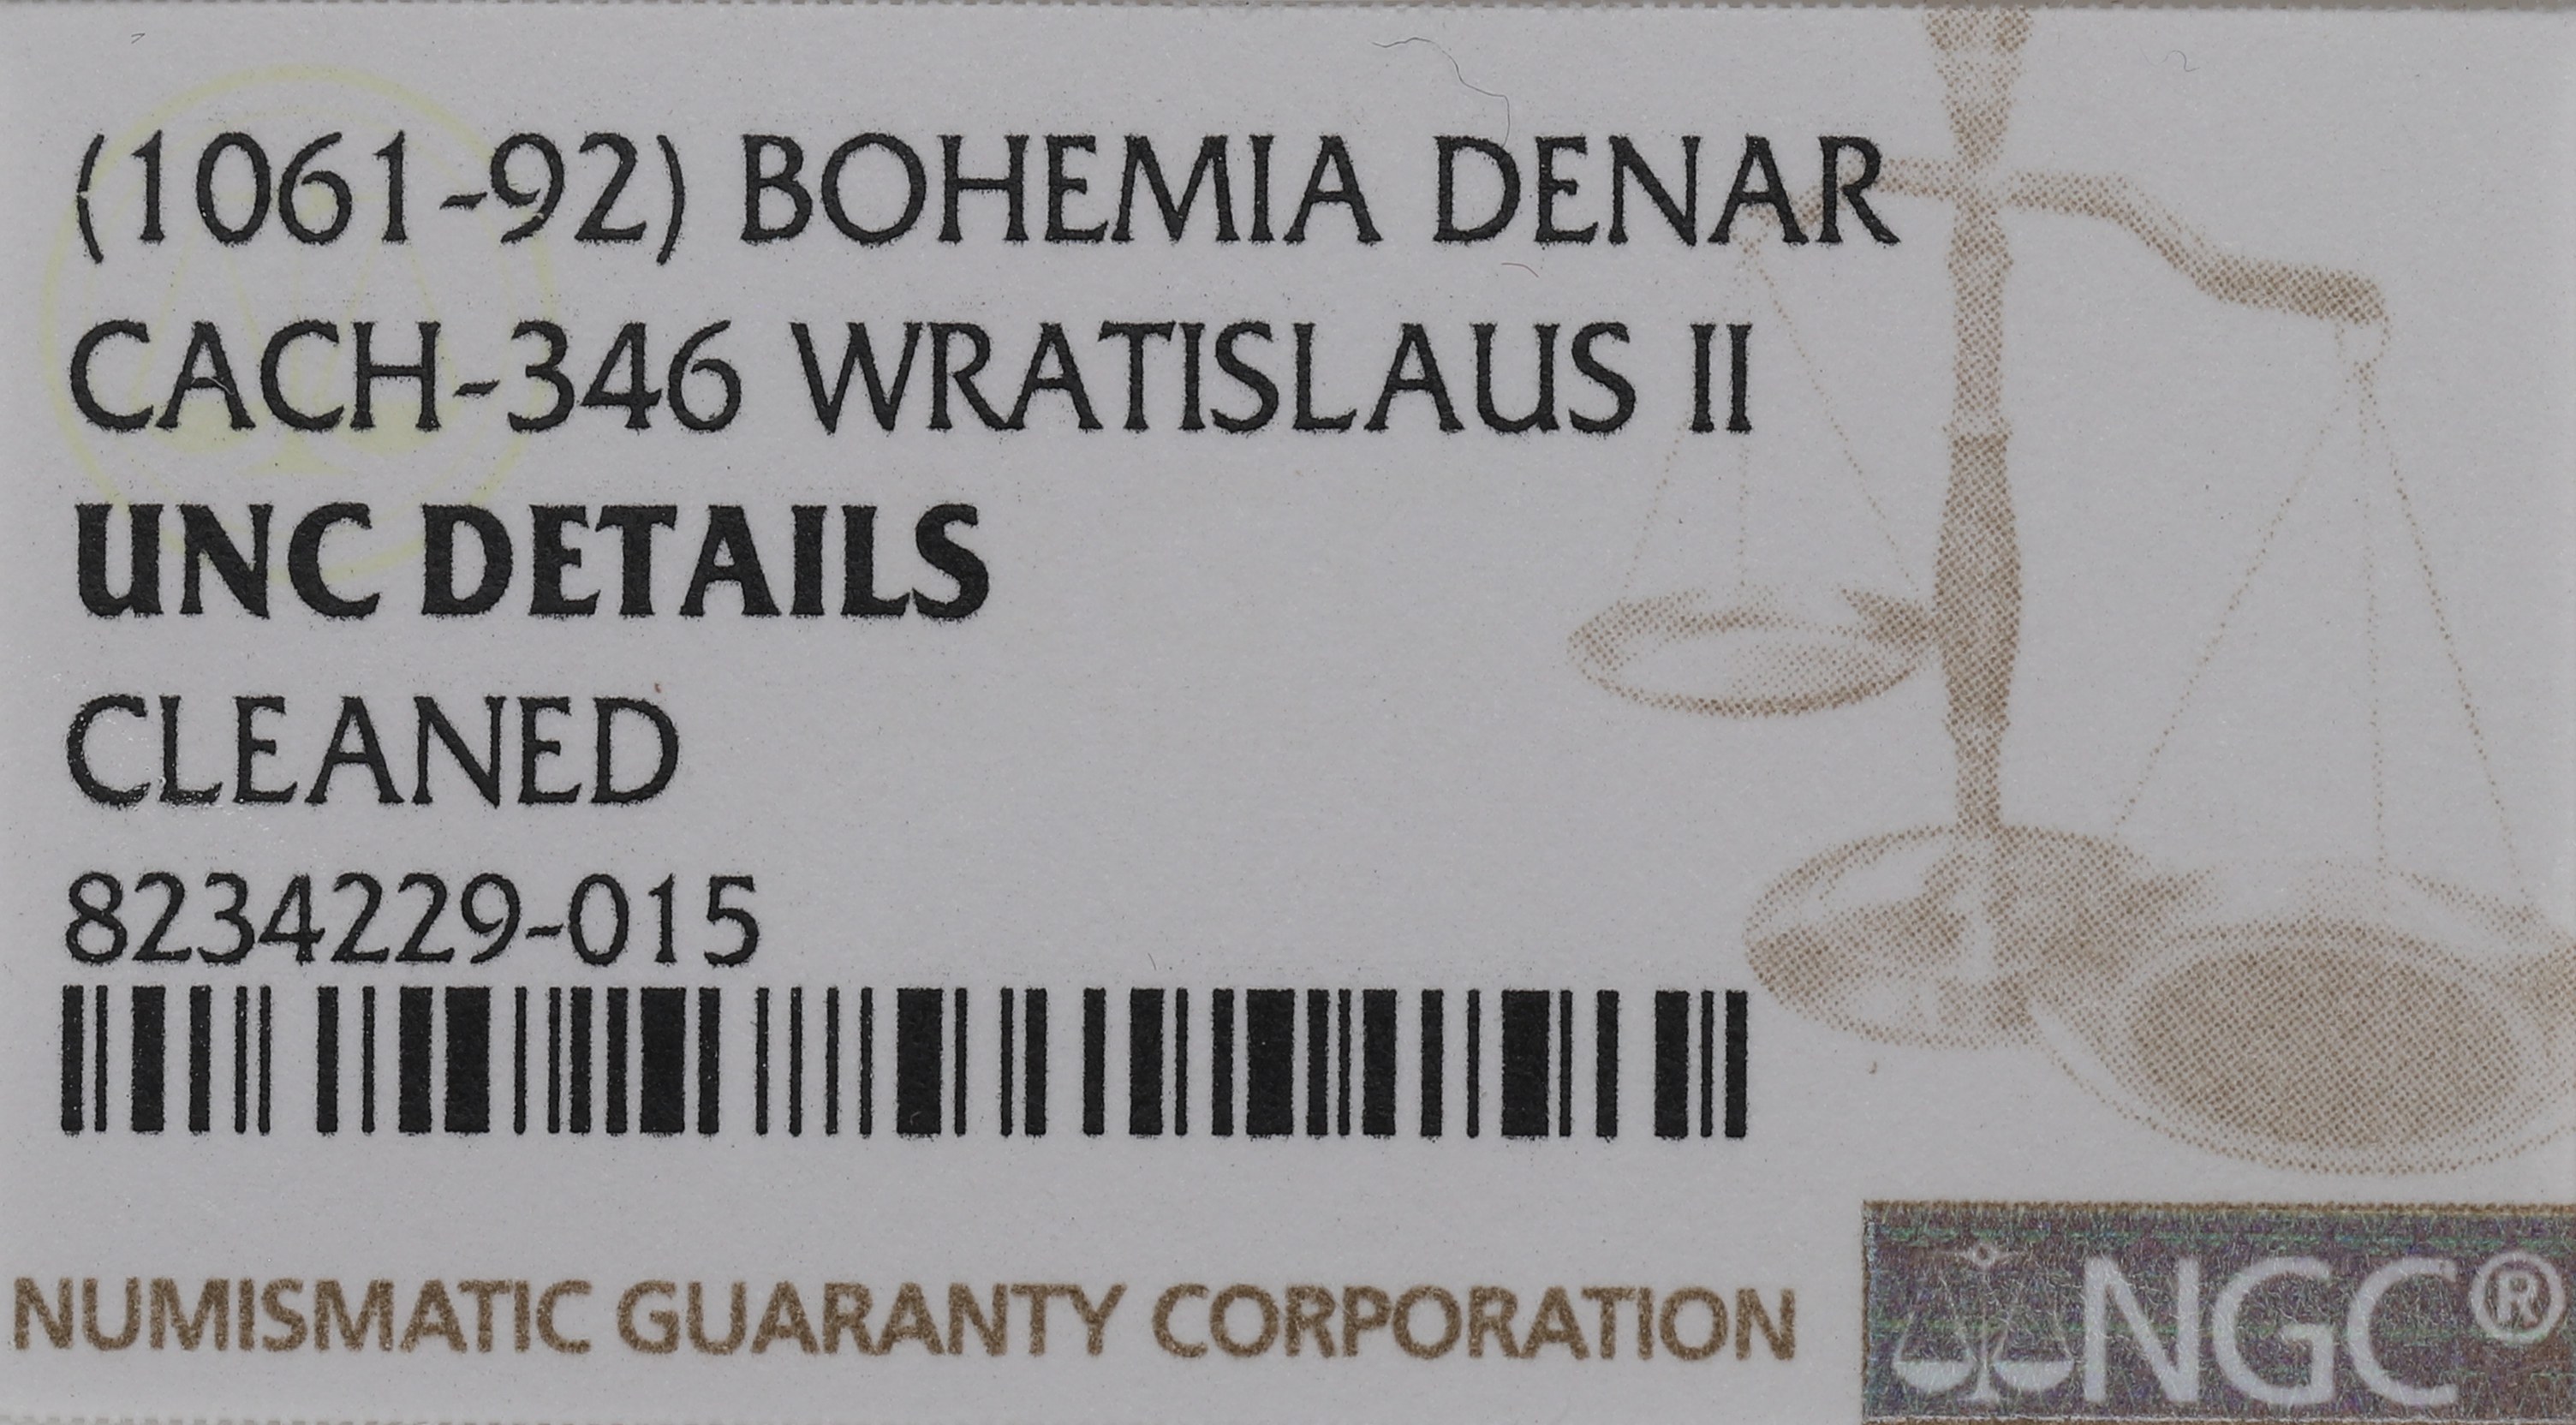 (1061-92) BOHEMIA DENAR
CACH-346 WRATISLAUS II
UNC DETAILS
CLEANED
8234229-015
NUMISMATIC GUARANTY CORPORATION
NGC®